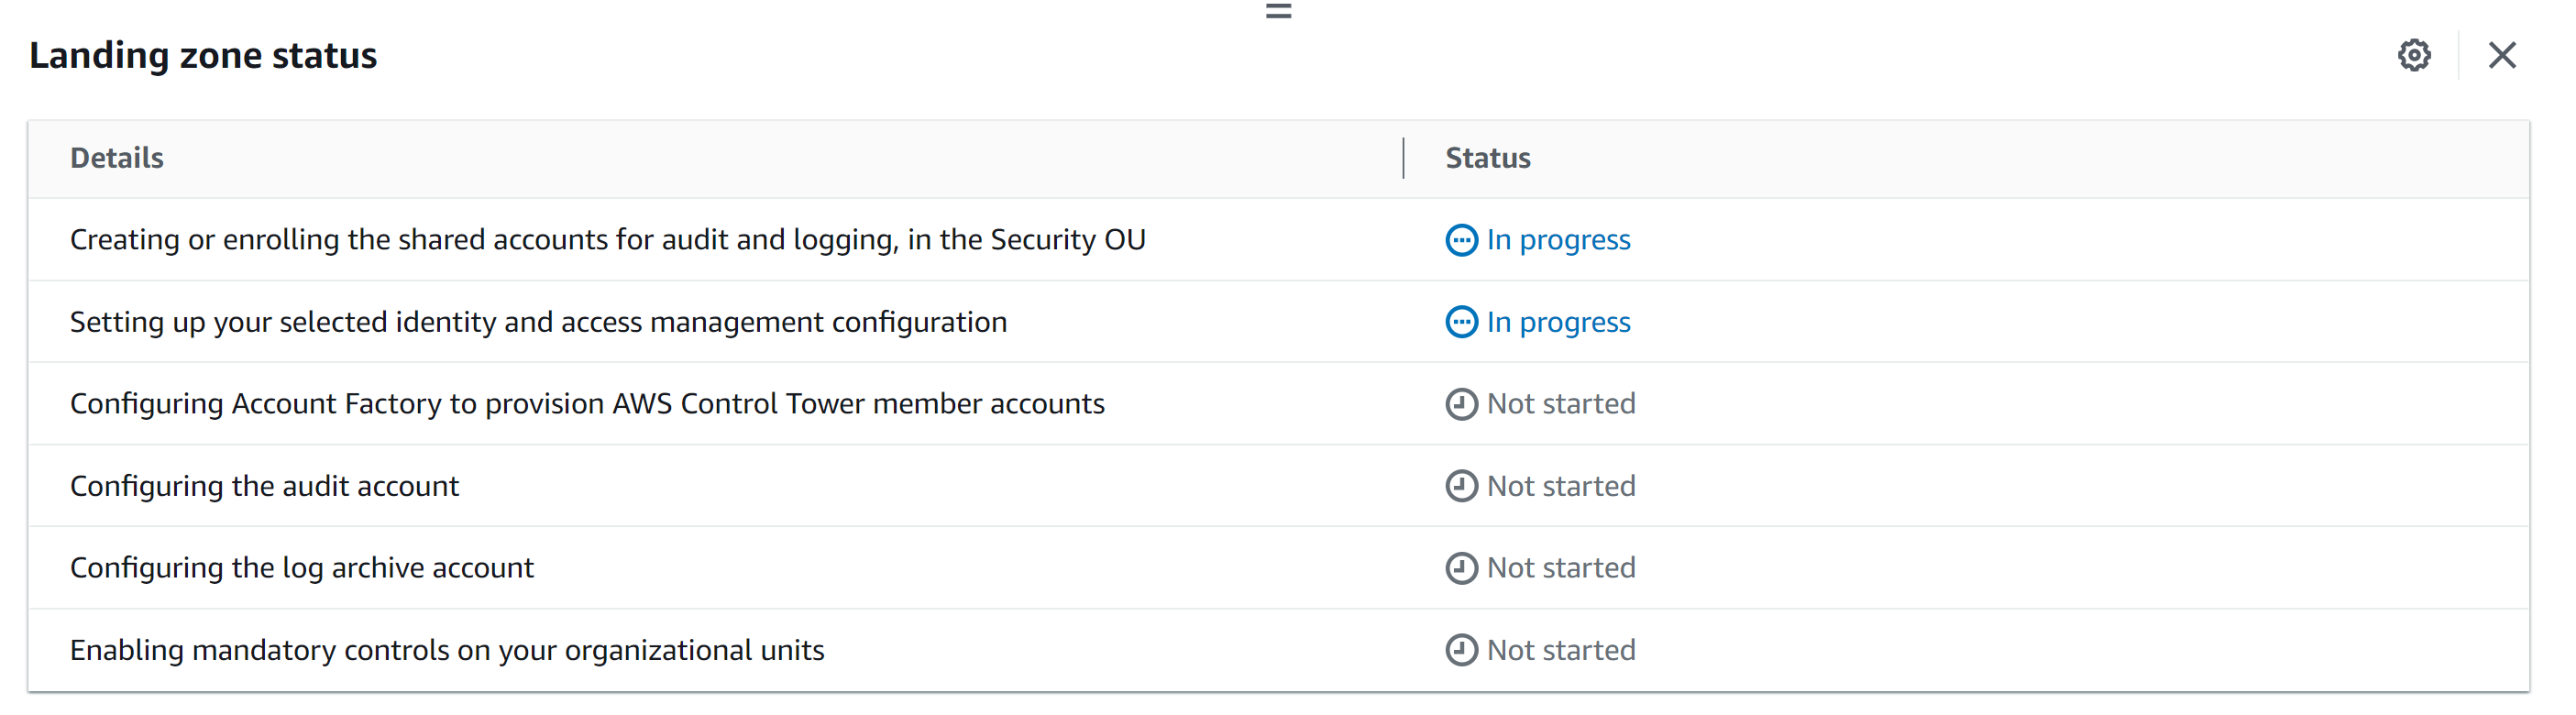 Landing zone status
Details Status
Creating or enrolling the shared accounts for audit and logging, in the Security OU In progress
Setting up your selected identity and access management configuration In progress
Configuring Account Factory to provision AWS Control Tower member accounts Not started
Configuring the audit account Not started
Configuring the log archive account Not started
Enabling mandatory controls on your organizational units Not started